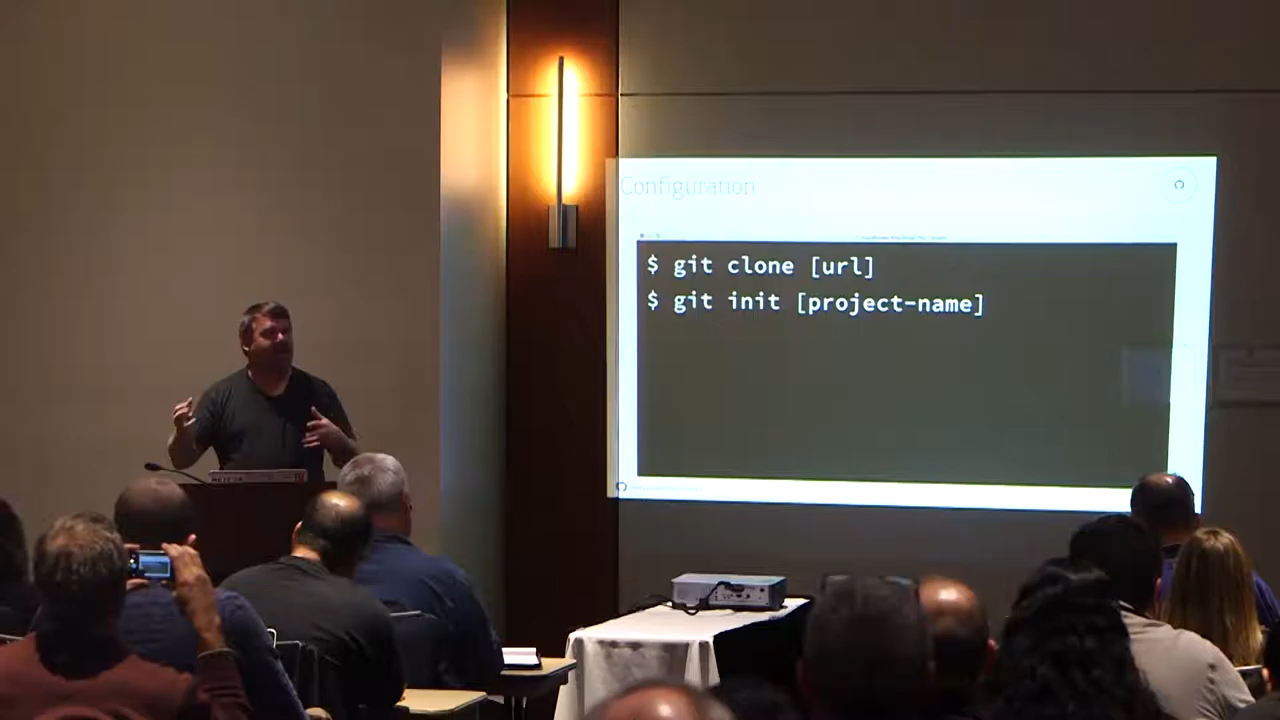 Configuration
$ git clone [url]
$ git init [project-name]